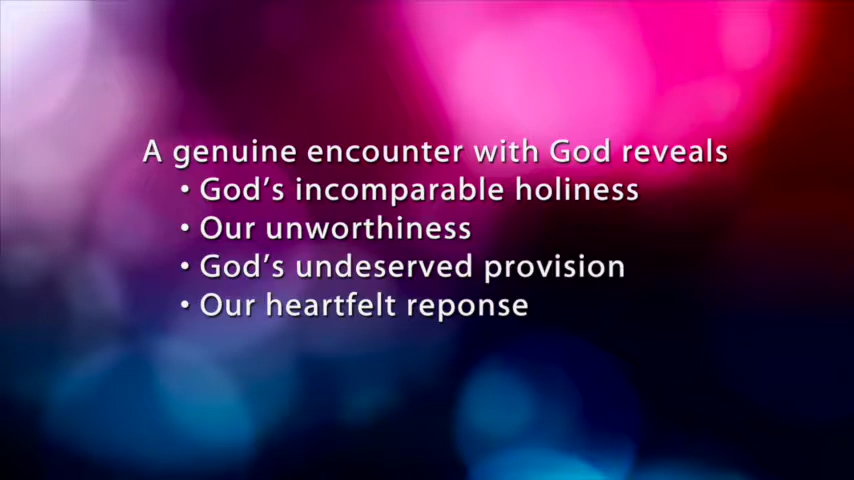 A genuine encounter with God reveals
• God's incomparable holiness
• Our unworthiness
• God's undeserved provision
• Our heartfelt reponse